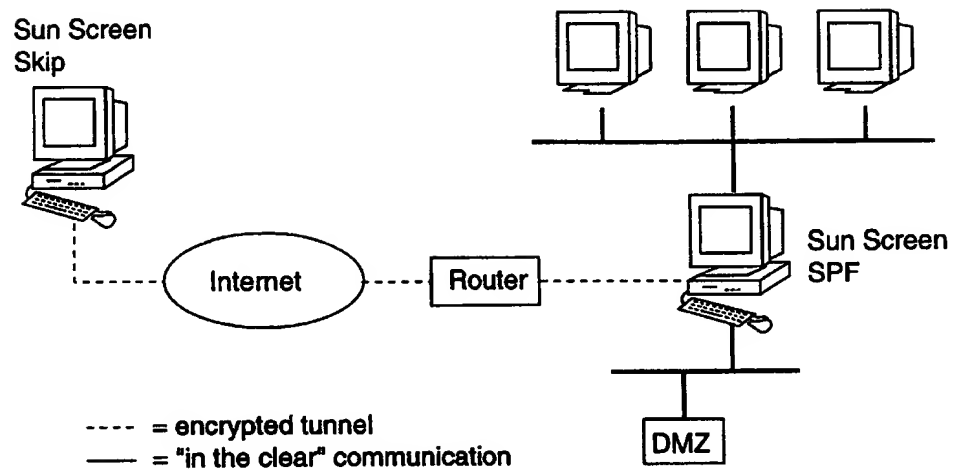 Sun Screen
Skip
Internet
Router
Sun Screen
SPF
DMZ
= encrypted tunnel
= "in the clear" communication